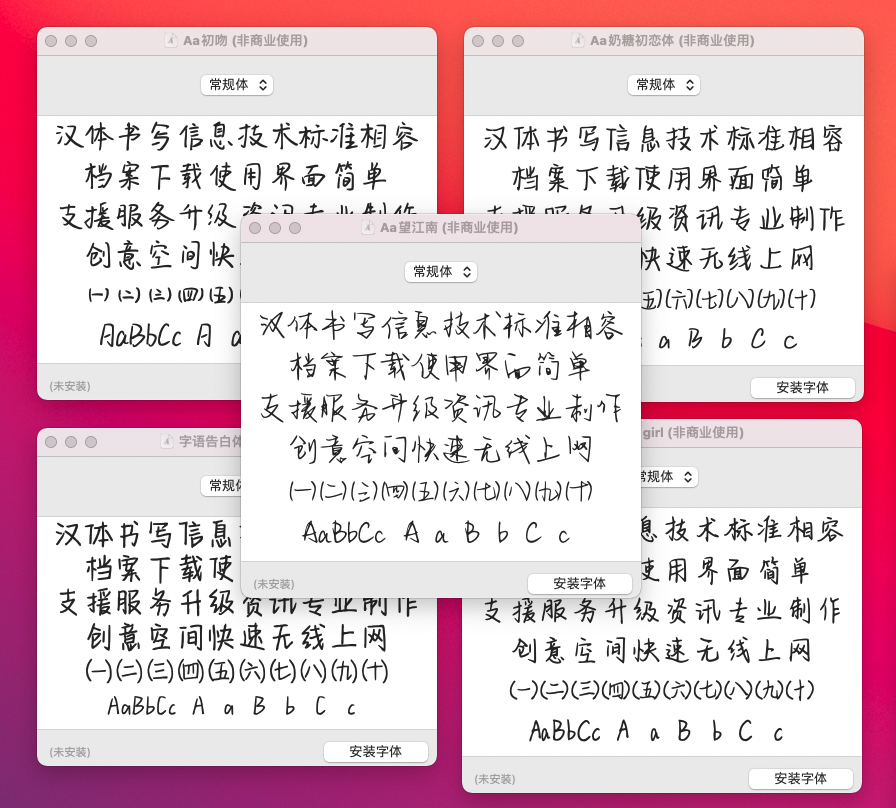 Aa初吻 (非商业使用)
常规体
汉体书写信息技术标准相容
档案下载使用界面简单
支援服务升级资讯专业制作
创意空间快
(一) (二) (三) (四) (五)
AaBbCc A a
(未安装)
Aa奶糖初恋体 (非商业使用)
常规体
汉体书写信息技术标准相容
档案下载使用界面简单
支援服务升级资讯专业制作
快速无线上网
五)(六)(七)(八)(九)(十)
a B b C c
安装字体
Aa望江南 (非商业使用)
常规体
汉体书写信息技术标准相容
档案下载使用界面简单
支援服务升级资讯专业制作
创意空间快速无线上网
(一)(二)(三)(四)(五)(六)(七)(八)(九)(十)
AaBbCc A a B b C c
(未安装)
安装字体
字语告白体
常规体
汉体书写信息
档案下载使
支援服务升级资讯专业制作
创意空间快速无线上网
(一)(二)(三)(四)(五)(六)(七)(八)(九)(十)
AaBbCc A a B b C c
(未安装)
安装字体
girl (非商业使用)
常规体
息技术标准相容
使用界面简单
支援服务升级资讯专业制作
创意空间快速无线上网
(一)(二)(三)(四)(五)(六)(七)(八)(九)(十)
AaBbCc A a B b C c
(未安装)
安装字体